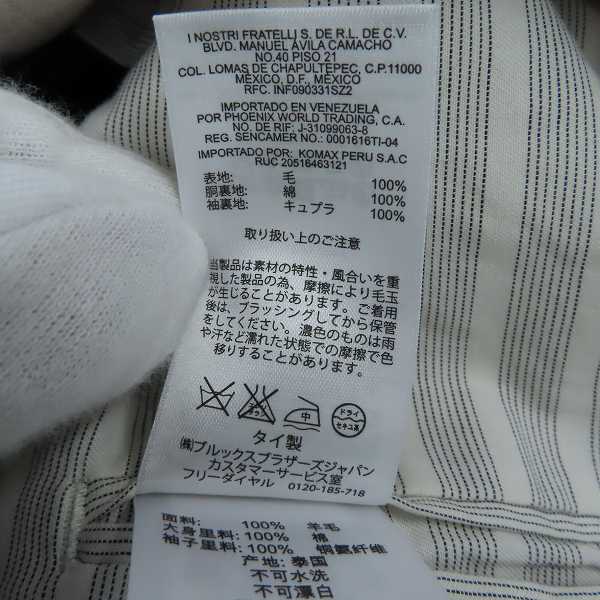 I NOSTRI FRATELLI S. DE R.L. DE C.V.
BLVD. MANUEL ÁVILA CAMACHO
NO.40 PISO 21
COL. LOMAS DE CHAPULTEPEC, C.P.11000
MÉXICO, D.F., MÉXICO
RFC. INF090331SZ2
IMPORTADO EN VENEZUELA
POR PHOENIX WORLD TRADING, C.A.
NO. DE RIF: J-31099063-8
REG. SENCAMER NO.: 0001616TI-04
IMPORTADO POR: KOMAX PERU S.A.C
RUC 20516463121
表地: 毛 100%
胴裏地: 綿 100%
袖裏地: キュプラ 100%
取り扱い上のご注意
当製品は素材の特性・風合いを重
視した製品の為、摩擦により毛玉
が生じることがあります。ご着用
後は、ブラッシングしてから保管
をしてください。濃色のものは雨
や汗など濡れた状態での摩擦で色
移りすることがあります。
中
ドライ
セキユ系
タイ製
㈱ブルックスブラザーズジャパン
カスタマーサービス室
フリーダイヤル 0120-185-718
面料: 100% 羊毛
大身里料: 100% 棉
袖子里料: 100% 铜氨纤维
产地: 泰国
不可水洗
不可漂白